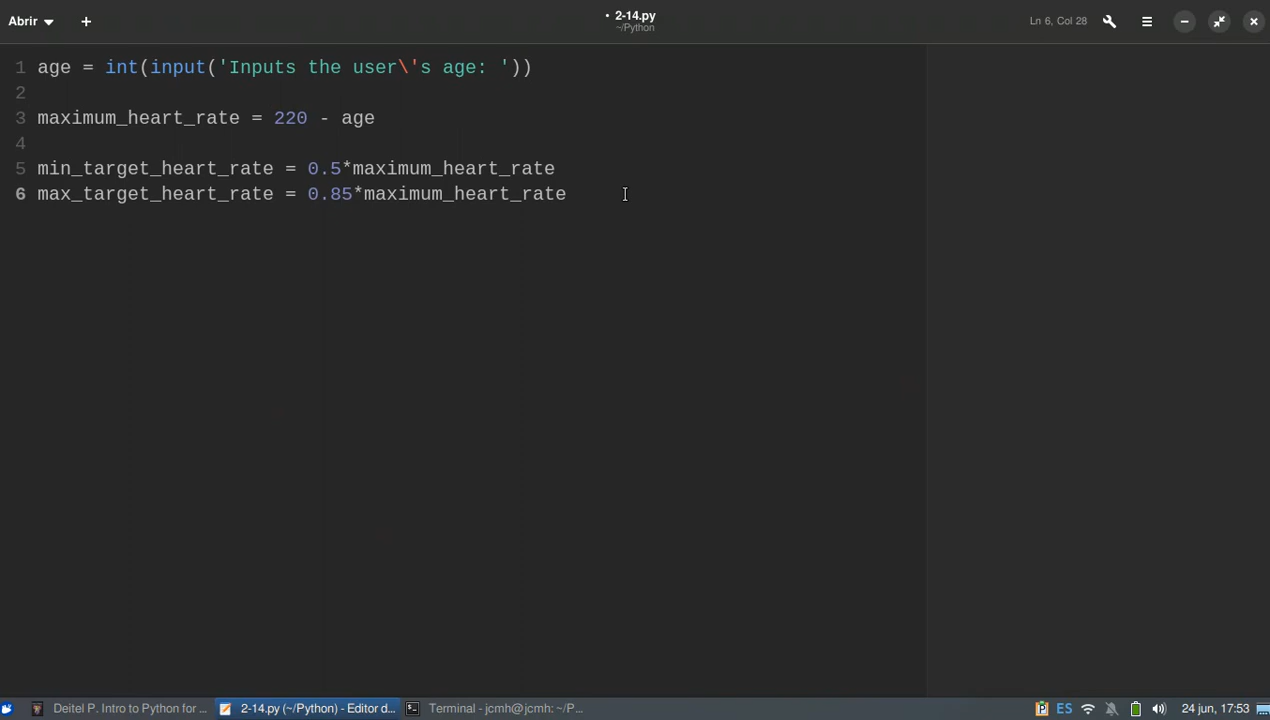 Abrir
• 2-14.py
~/Python
Ln 6, Col 28
1 age = int(input('Inputs the user\'s age: '))
2
3 maximum_heart_rate = 220 - age
4
5 min_target_heart_rate = 0.5*maximum_heart_rate
6 max_target_heart_rate = 0.85*maximum_heart_rate
Deitel P. Intro to Python for ...
2-14.py (~/Python) - Editor d...
Terminal - jcmh@jcmh: ~/P...
ES
24 jun, 17:53